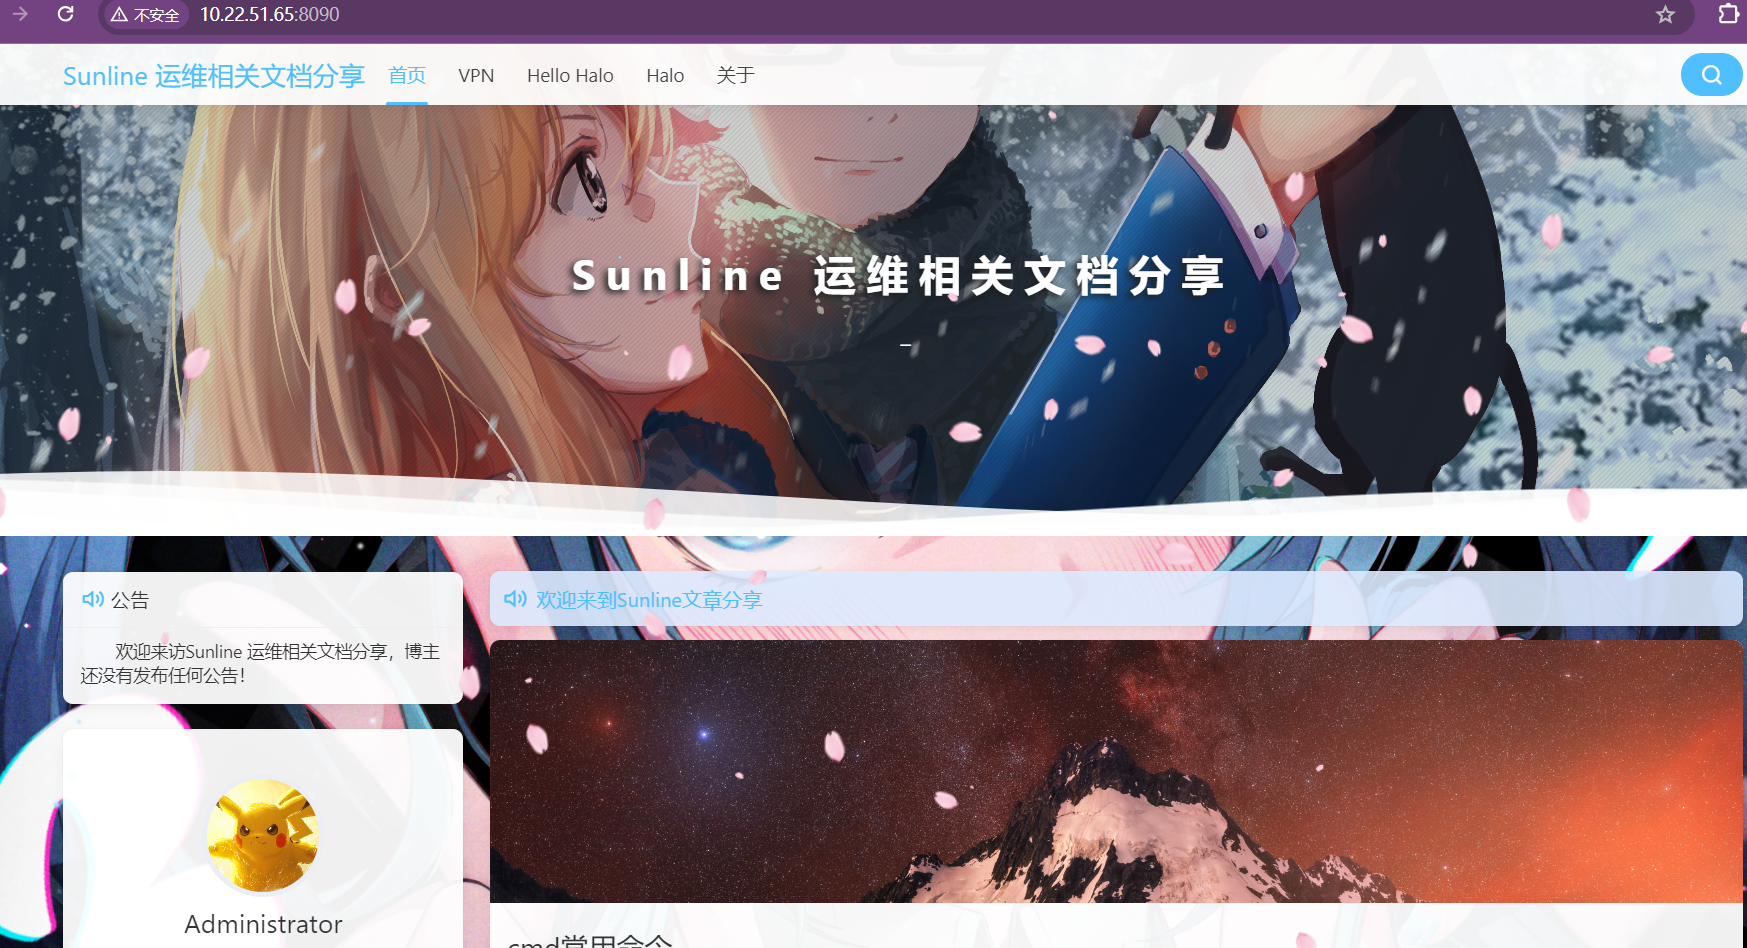 不安全 10.22.51.65:8090
Sunline 运维相关文档分享 首页 VPN Hello Halo Halo 关于
Sunline 运维相关文档分享
公告
欢迎来访Sunline 运维相关文档分享，博主
还没有发布任何公告！
欢迎来到Sunline文章分享
Administrator
cmd常用命令